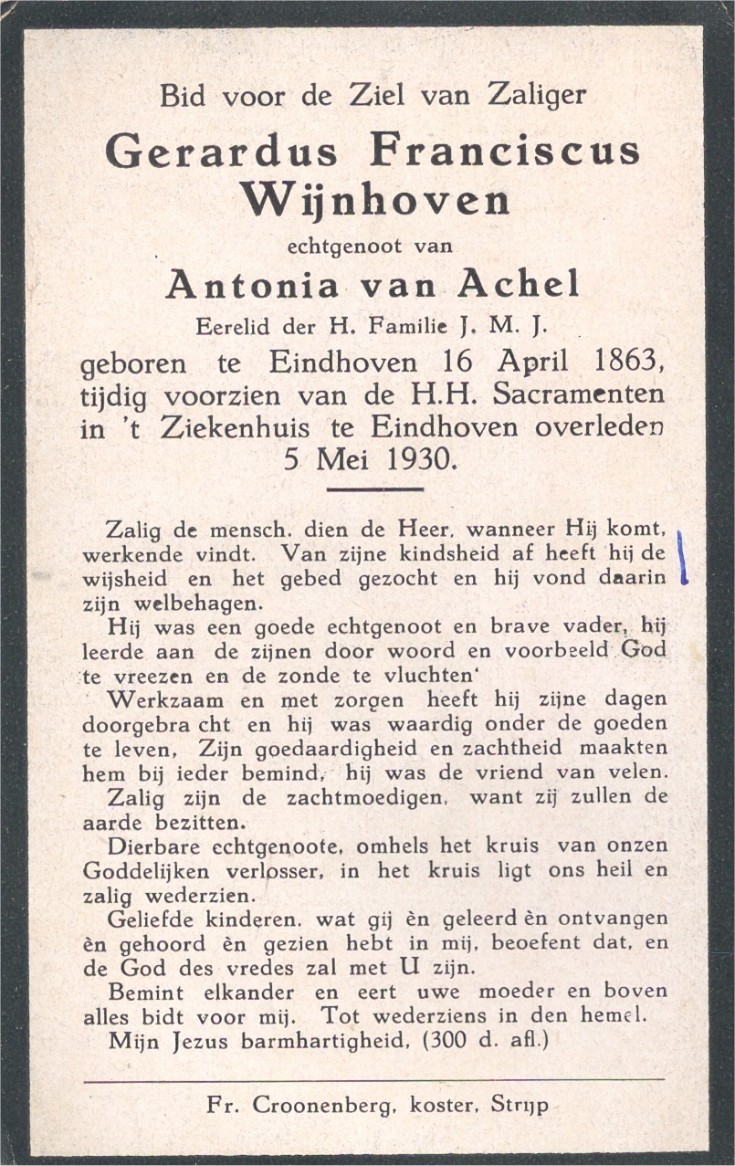 Bid voor de Ziel van Zaliger
Gerardus Franciscus
Wijnhoven
echtgenoot van
Antonia van Achel
Eerelid der H. Familie J. M. J.
geboren te Eindhoven 16 April 1863,
tijdig voorzien van de H.H. Sacramenten
in 't Ziekenhuis te Eindhoven overleden
5 Mei 1930.
Zalig de mensch. dien de Heer, wanneer Hij komt,
werkende vindt. Van zijne kindsheid af heeft hij de
wijsheid en het gebed gezocht en hij vond daarin
zijn welbehagen.
Hij was een goede echtgenoot en brave vader, hij
leerde aan de zijnen door woord en voorbeeld God
te vreezen en de zonde te vluchten'
Werkzaam en met zorgen heeft hij zijne dagen
doorgebra cht en hij was waardig onder de goeden
te leven, Zijn goedaardigheid en zachtheid maakten
hem bij ieder bemind, hij was de vriend van velen.
Zalig zijn de zachtmoedigen, want zij zullen de
aarde bezitten.
Dierbare echtgenoote, omhels het kruis van onzen
Goddelijken verlosser, in het kruis ligt ons heil en
zalig wederzien.
Geliefde kinderen, wat gij èn geleerd èn ontvangen
èn gehoord èn gezien hebt in mij, beoefent dat, en
de God des vredes zal met U zijn.
Bemint elkander en eert uwe moeder en boven
alles bidt voor mij. Tot wederziens in den hemel.
Mijn Jezus barmhartigheid, (300 d. afl.)
Fr. Croonenberg, koster, Strijp